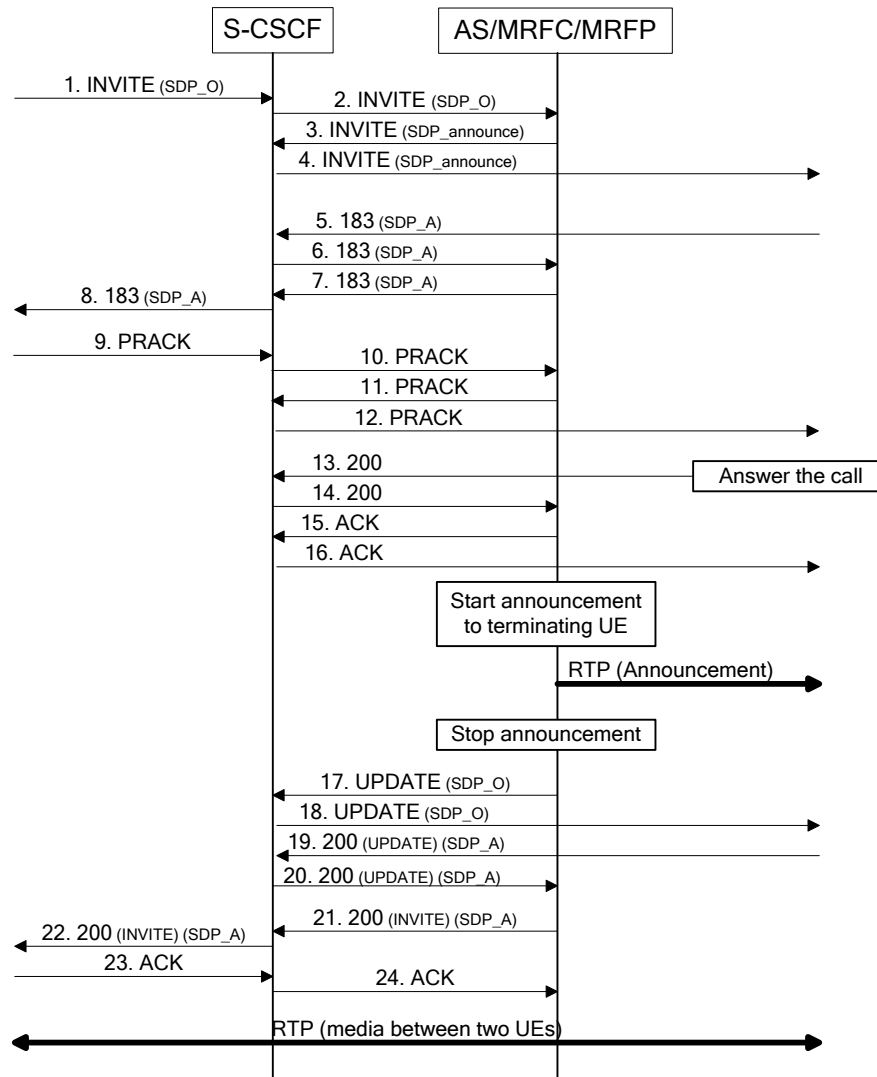 S-CSCF
AS/MRFC/MRFP
1. INVITE (SDP_O)
2. INVITE (SDP_O)
3. INVITE (SDP_announce)
4. INVITE (SDP_announce)
5. 183 (SDP_A)
6. 183 (SDP_A)
7. 183 (SDP_A)
8. 183 (SDP_A)
9. PRACK
10. PRACK
11. PRACK
12. PRACK
13. 200
Answer the call
14. 200
15. ACK
16. ACK
Start announcement
to terminating UE
RTP (Announcement)
Stop announcement
17. UPDATE (SDP_O)
18. UPDATE (SDP_O)
19. 200 (UPDATE) (SDP_A)
20. 200 (UPDATE) (SDP_A)
21. 200 (INVITE) (SDP_A)
22. 200 (INVITE) (SDP_A)
23. ACK
24. ACK
RTP (media between two UEs)